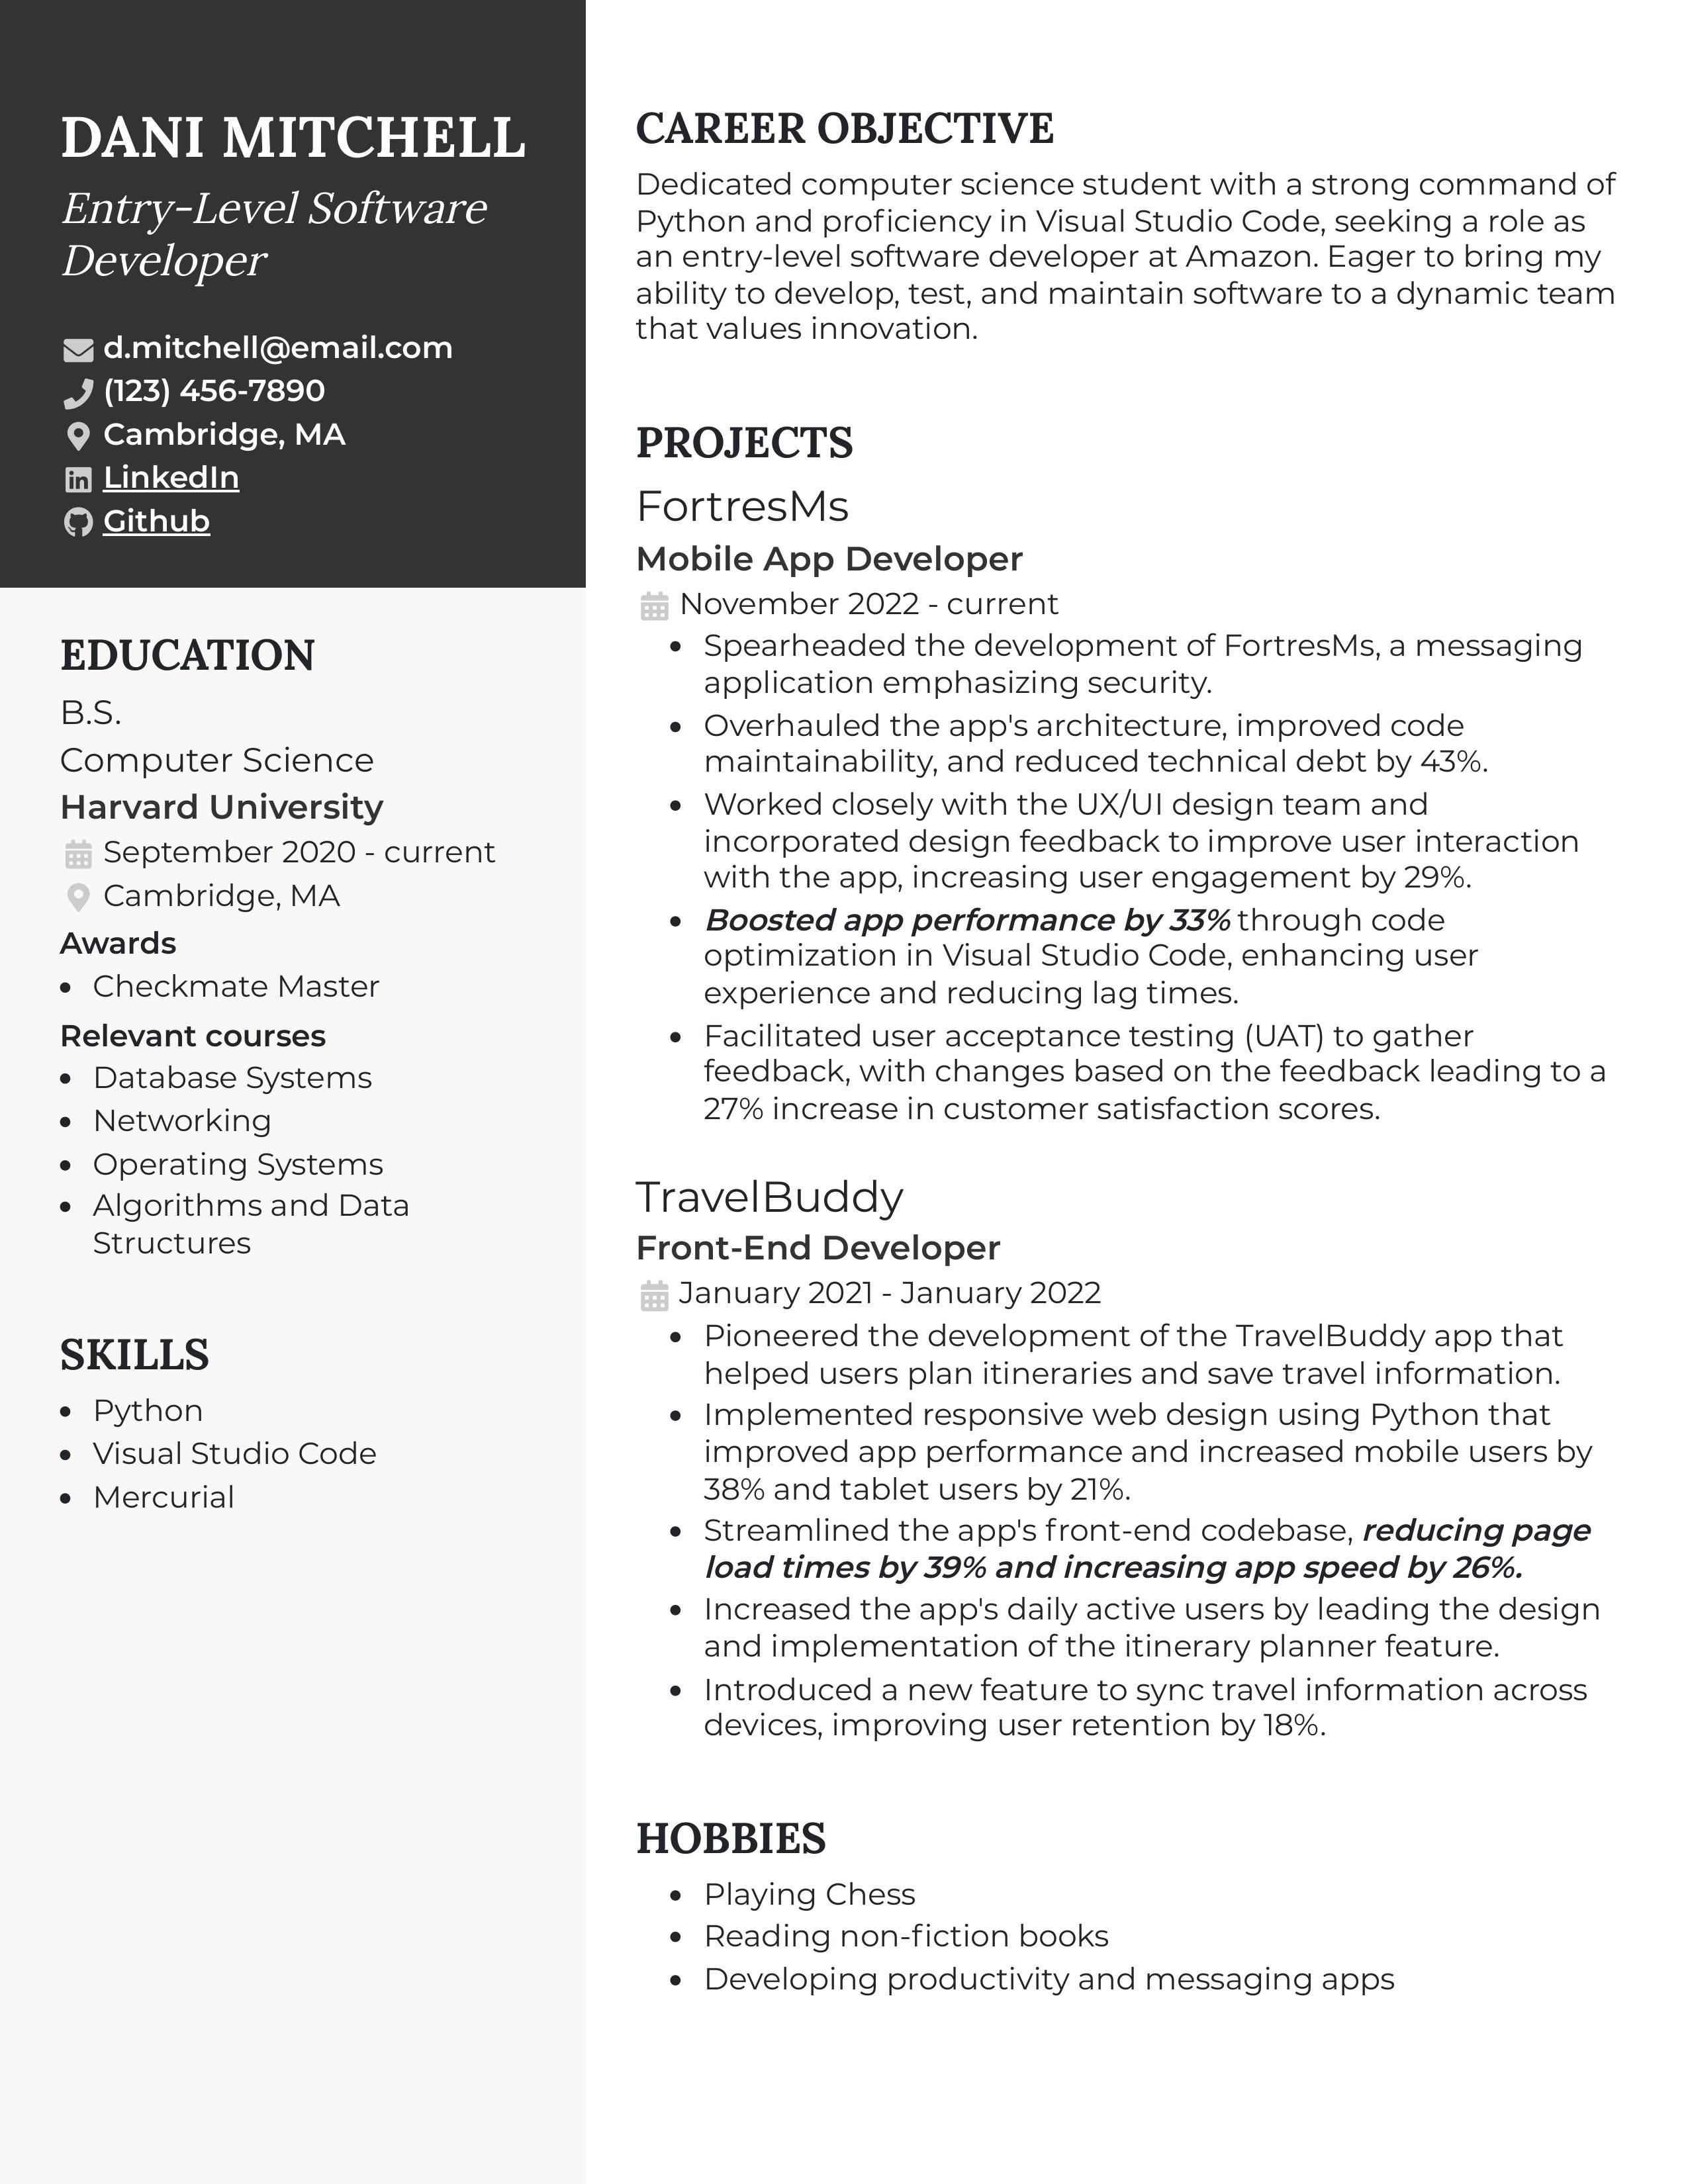 DANI MITCHELL
Entry-Level Software
Developer
d.mitchell@email.com
(123) 456-7890
Cambridge, MA
LinkedIn
Github
EDUCATION
B.S.
Computer Science
Harvard University
September 2020 - current
Cambridge, MA
Awards
• Checkmate Master
Relevant courses
• Database Systems
• Networking
• Operating Systems
• Algorithms and Data
Structures
SKILLS
• Python
• Visual Studio Code
• Mercurial
CAREER OBJECTIVE
Dedicated computer science student with a strong command of
Python and proficiency in Visual Studio Code, seeking a role as
an entry-level software developer at Amazon. Eager to bring my
ability to develop, test, and maintain software to a dynamic team
that values innovation.
PROJECTS
FortresMs
Mobile App Developer
November 2022 - current
• Spearheaded the development of FortresMs, a messaging
application emphasizing security.
• Overhauled the app's architecture, improved code
maintainability, and reduced technical debt by 43%.
• Worked closely with the UX/UI design team and
incorporated design feedback to improve user interaction
with the app, increasing user engagement by 29%.
• Boosted app performance by 33% through code
optimization in Visual Studio Code, enhancing user
experience and reducing lag times.
• Facilitated user acceptance testing (UAT) to gather
feedback, with changes based on the feedback leading to a
27% increase in customer satisfaction scores.
TravelBuddy
Front-End Developer
January 2021 - January 2022
• Pioneered the development of the TravelBuddy app that
helped users plan itineraries and save travel information.
• Implemented responsive web design using Python that
improved app performance and increased mobile users by
38% and tablet users by 21%.
• Streamlined the app's front-end codebase, reducing page
load times by 39% and increasing app speed by 26%.
• Increased the app's daily active users by leading the design
and implementation of the itinerary planner feature.
• Introduced a new feature to sync travel information across
devices, improving user retention by 18%.
HOBBIES
• Playing Chess
• Reading non-fiction books
• Developing productivity and messaging apps